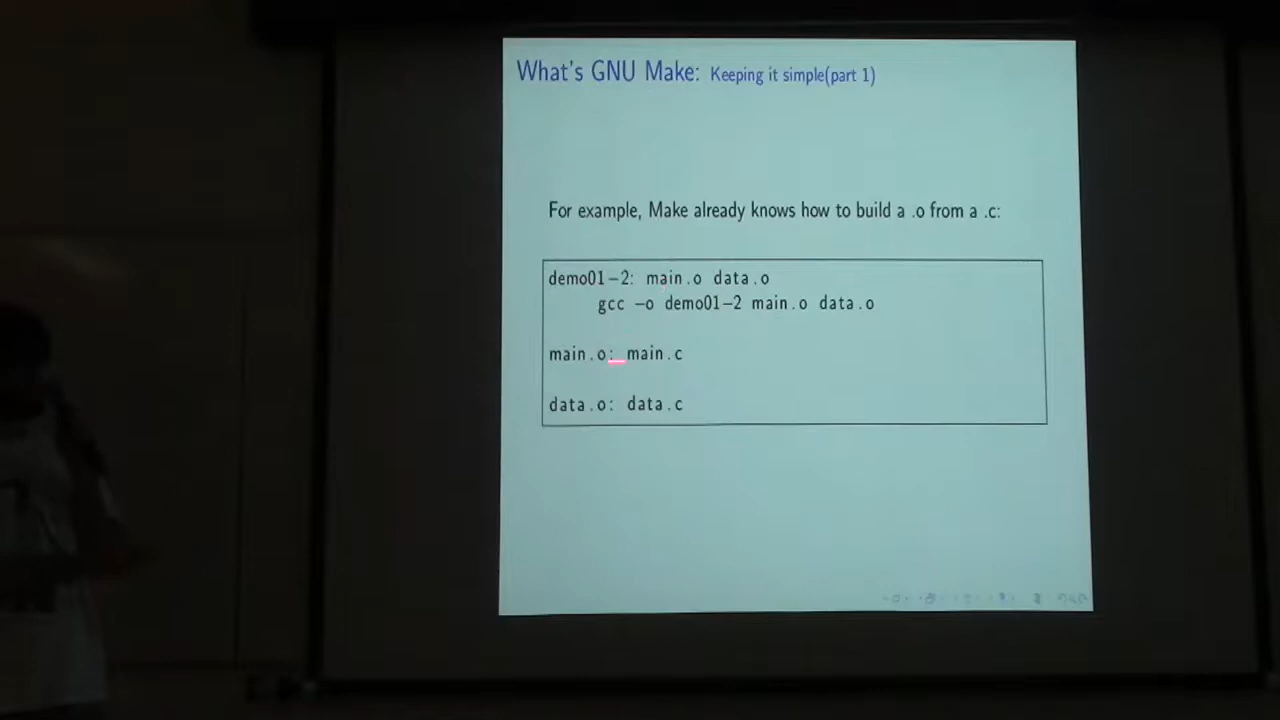 What's GNU Make: Keeping it simple(part 1)
For example, Make already knows how to build a .o from a .c:
demo01-2: main.o data.o
gcc -o demo01-2 main.o data.o
main.o: main.c
data.o: data.c